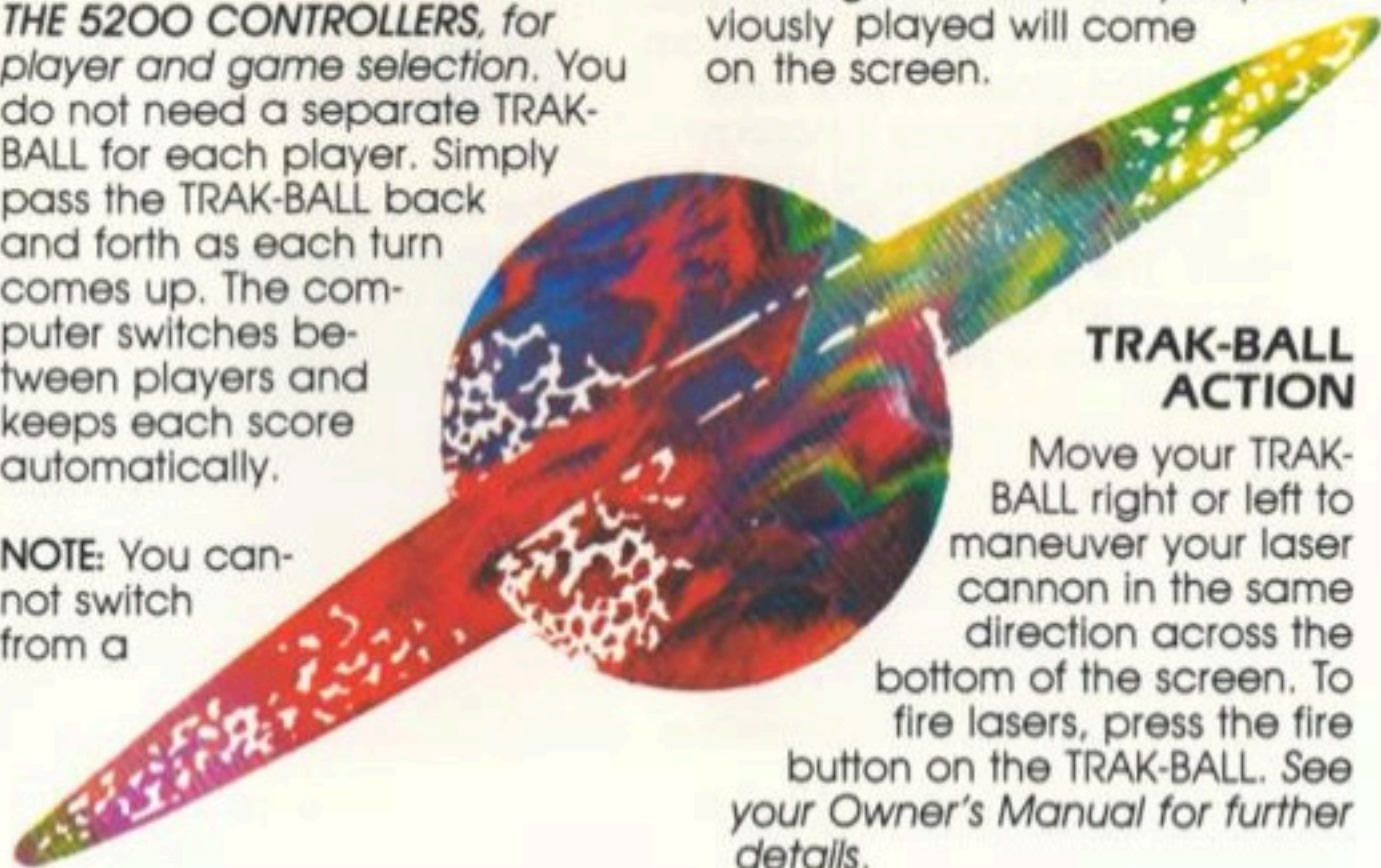 THE 5200 CONTROLLERS, for
player and game selection. You
do not need a separate TRAK-
BALL for each player. Simply
pass the TRAK-BALL back
and forth as each turn
comes up. The com-
puter switches be-
tween players and
keeps each score
automatically.
NOTE: You can-
not switch
from a
viously played will come
on the screen.
TRAK-BALL
ACTION
Move your TRAK-
BALL right or left to
maneuver your laser
cannon in the same
direction across the
bottom of the screen. To
fire lasers, press the fire
button on the TRAK-BALL. See
your Owner's Manual for further
details.